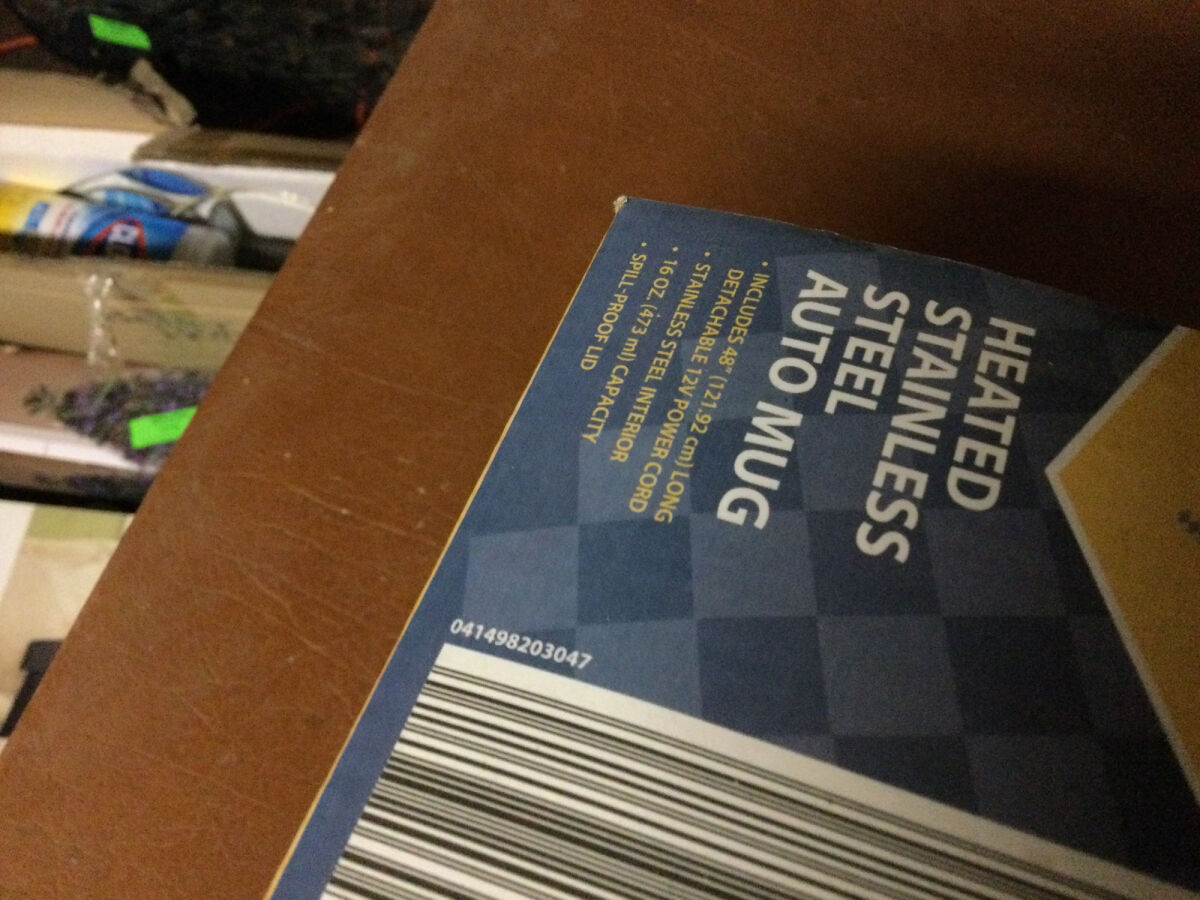 HEATED
STAINLESS
STEEL
AUTO MUG
• INCLUDES 48" (121.92 cm) LONG
DETACHABLE 12V POWER CORD
• STAINLESS STEEL INTERIOR
• 16 OZ. (473 ml) CAPACITY
• SPILL-PROOF LID
041498203047